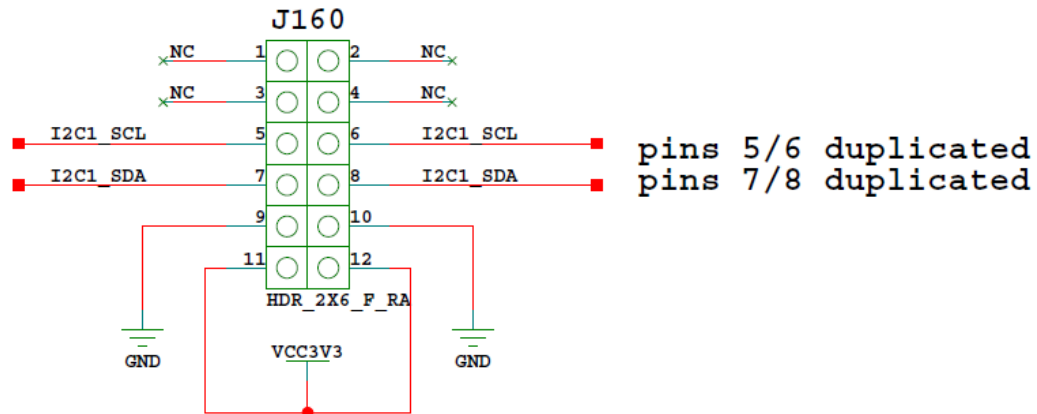 J160
NC 1 2 NC
NC 3 4 NC
I2C1_SCL 5 6 I2C1_SCL
pins 5/6 duplicated
I2C1_SDA 7 8 I2C1_SDA
pins 7/8 duplicated
9 10
11 12
HDR_2X6_F_RA
GND VCC3V3 GND